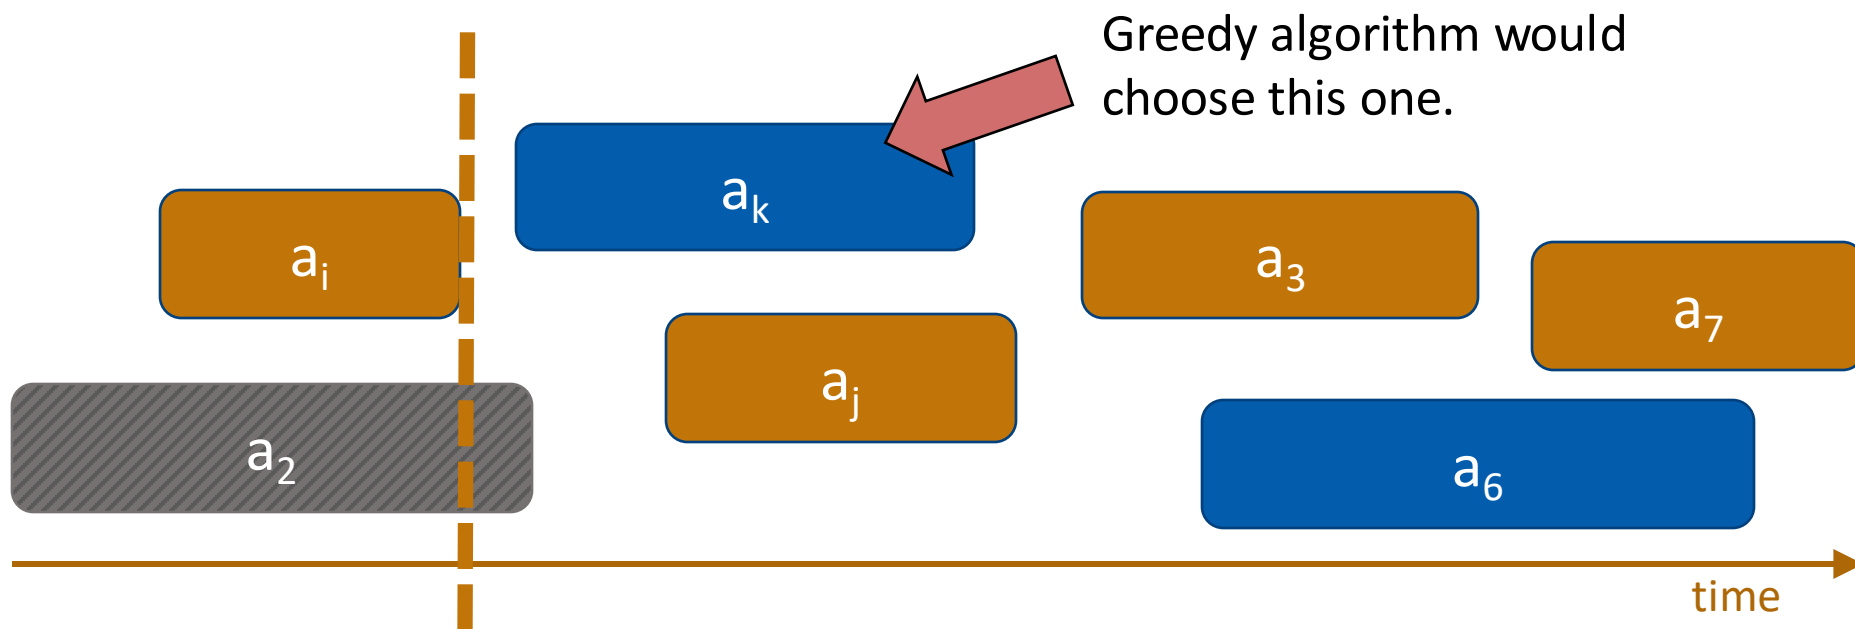 Greedy algorithm would
choose this one.
aₖ
aᵢ
a₃
a₇
aⱼ
a₂
a₆
time